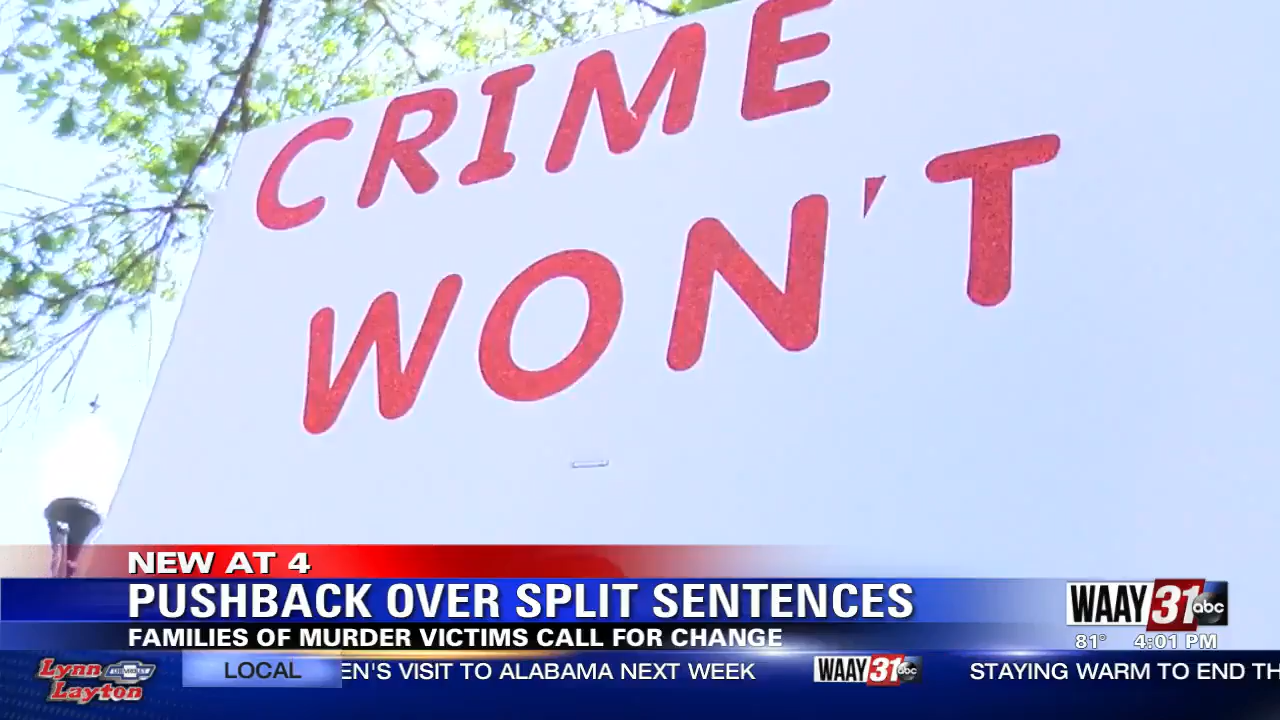 CRIME
WON'T
NEW AT 4
PUSHBACK OVER SPLIT SENTENCES
FAMILIES OF MURDER VICTIMS CALL FOR CHANGE
WAAY 31 abc
81° 4:01 PM
Lynn Layton
CHEVROLET
LOCAL
EN'S VISIT TO ALABAMA NEXT WEEK
WAAY 31 abc
STAYING WARM TO END TH